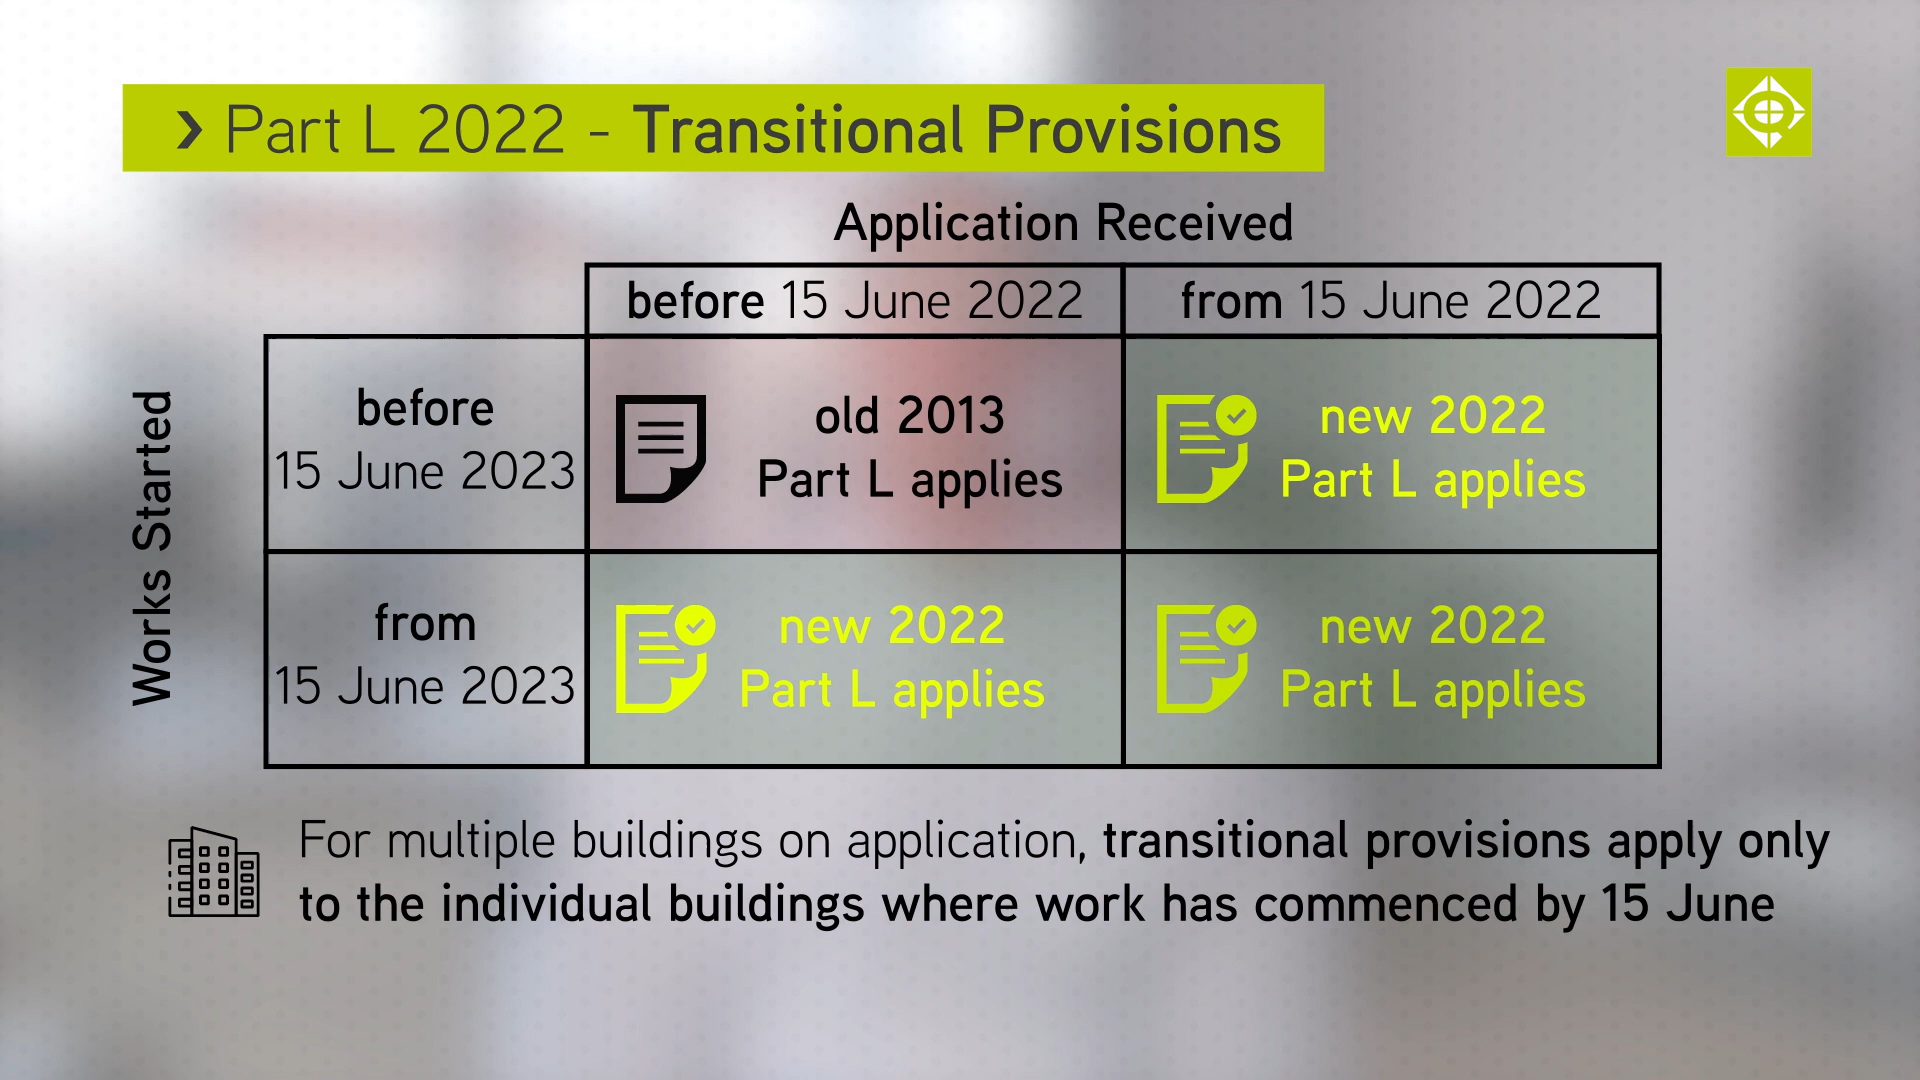 Part L 2022 - Transitional Provisions
Application Received
before 15 June 2022
from 15 June 2022
Works Started
before
15 June 2023
old 2013
Part L applies
new 2022
Part L applies
from
15 June 2023
new 2022
Part L applies
new 2022
Part L applies
For multiple buildings on application, transitional provisions apply only
to the individual buildings where work has commenced by 15 June